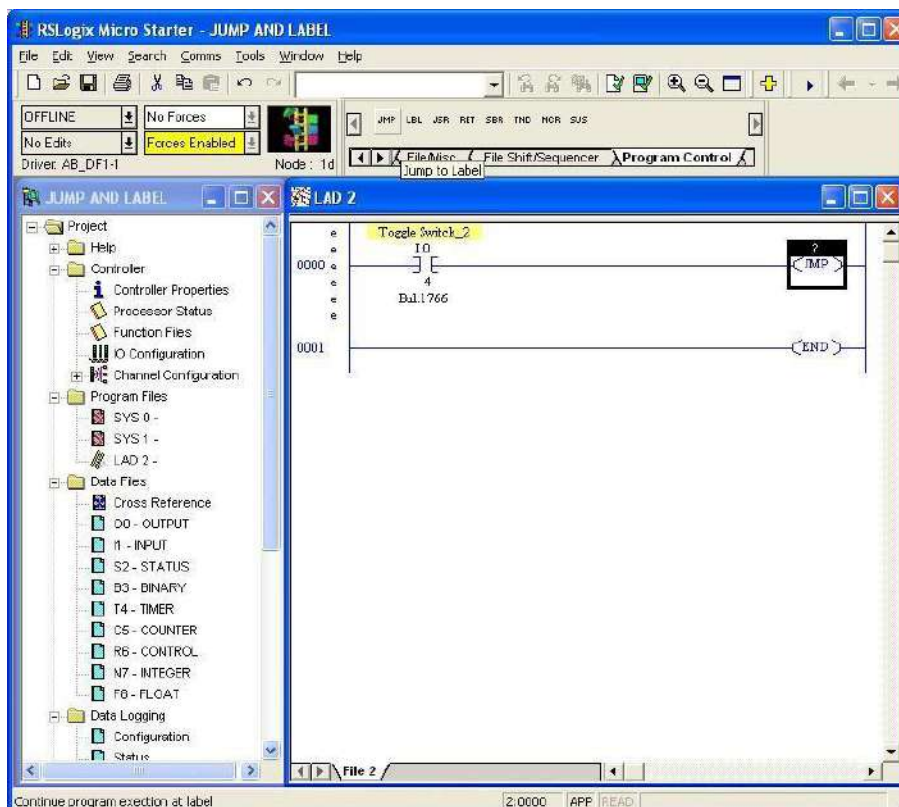 RSLogix Micro Starter - JUMP AND LABEL
File Edit View Search Comms Tools Window Help
OFFLINE No Forces
No Edits Forces Enabled
Driver: AB_DF1-1 Node : 1d
JMP LBL JSR RET SBR TND MCR SUS
File/Misc File Shift/Sequencer Program Control
Jump to Label
JUMP AND LABEL
Project
Help
Controller
Controller Properties
Processor Status
Function Files
IO Configuration
Channel Configuration
Program Files
SYS 0 -
SYS 1 -
LAD 2 -
Data Files
Cross Reference
O0 - OUTPUT
I1 - INPUT
S2 - STATUS
B3 - BINARY
T4 - TIMER
C5 - COUNTER
R6 - CONTROL
N7 - INTEGER
F8 - FLOAT
Data Logging
Configuration
Status
LAD 2
e
e
e
e
e
e
Toggle Switch_2
I:0
4
Bul.1766
0000
?
JMP
0001
END
File 2
Continue program exection at label
2:0000 APP READ